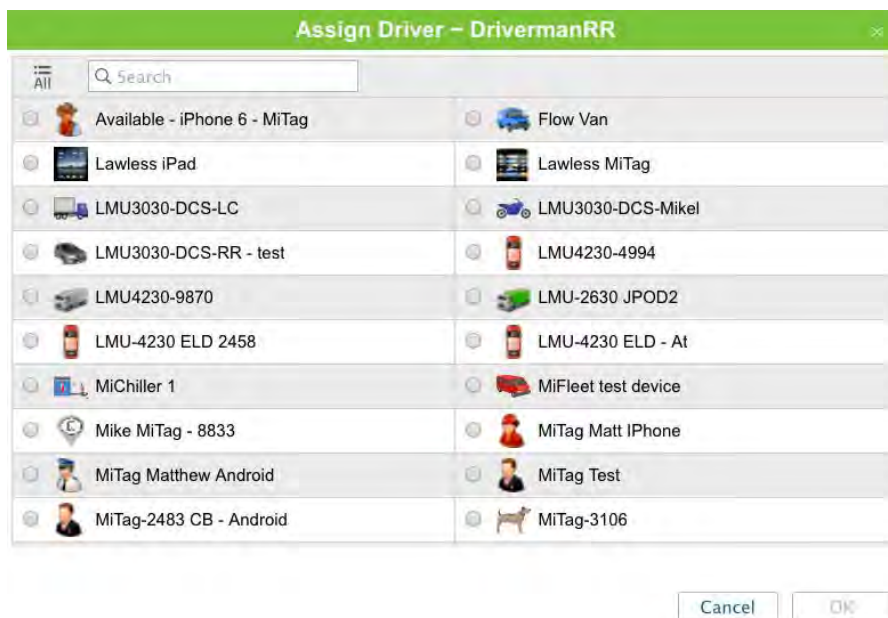 Assign Driver – DrivermanRR
All
Search
Available - iPhone 6 - MiTag
Flow Van
Lawless iPad
Lawless MiTag
LMU3030-DCS-LC
LMU3030-DCS-Mikel
LMU3030-DCS-RR - test
LMU4230-4994
LMU4230-9870
LMU-2630 JPOD2
LMU-4230 ELD 2458
LMU-4230 ELD - At
MiChiller 1
MiFleet test device
Mike MiTag - 8833
MiTag Matt IPhone
MiTag Matthew Android
MiTag Test
MiTag-2483 CB - Android
MiTag-3106
Cancel
OK